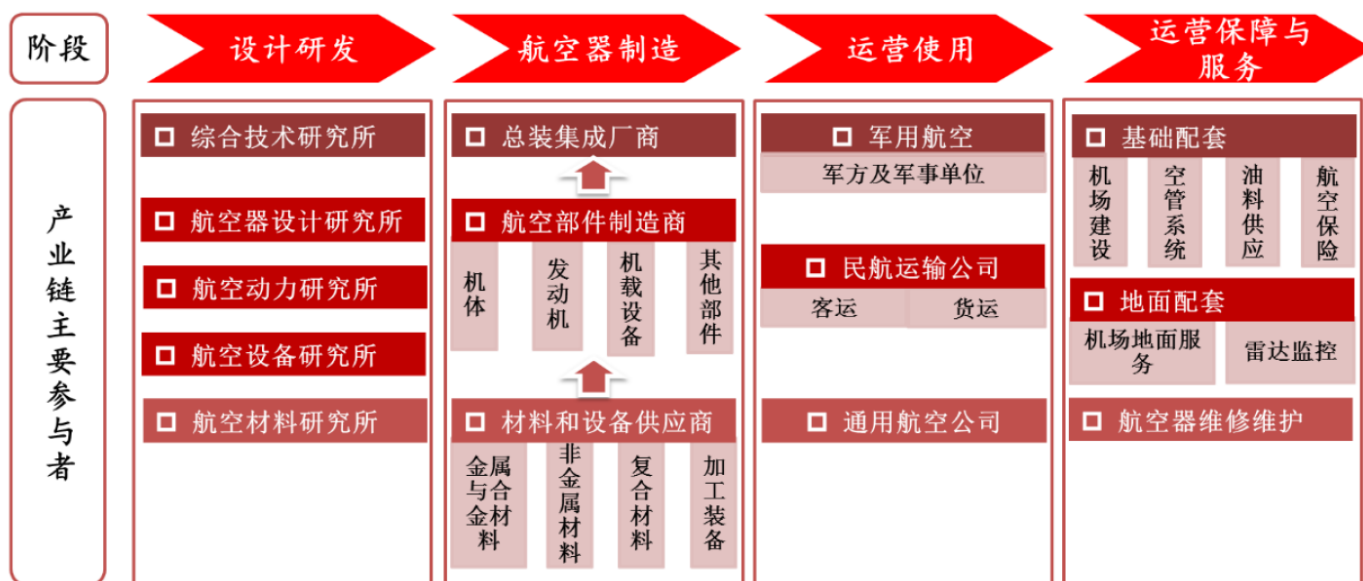 阶段
设计研发
航空器制造
运营使用
运营保障与
服务
产业链主要参与者
综合技术研究所
航空器设计研究所
航空动力研究所
航空设备研究所
航空材料研究所
总装集成厂商
航空部件制造商
机体
发动机
机载设备
其他部件
材料和设备供应商
金属与合金材料
非金属材料
复合材料
加工装备
军用航空
军方及军事单位
民航运输公司
客运
货运
通用航空公司
基础配套
机场建设
空管系统
油料供应
航空保险
地面配套
机场地面服
务
雷达监控
航空器维修维护